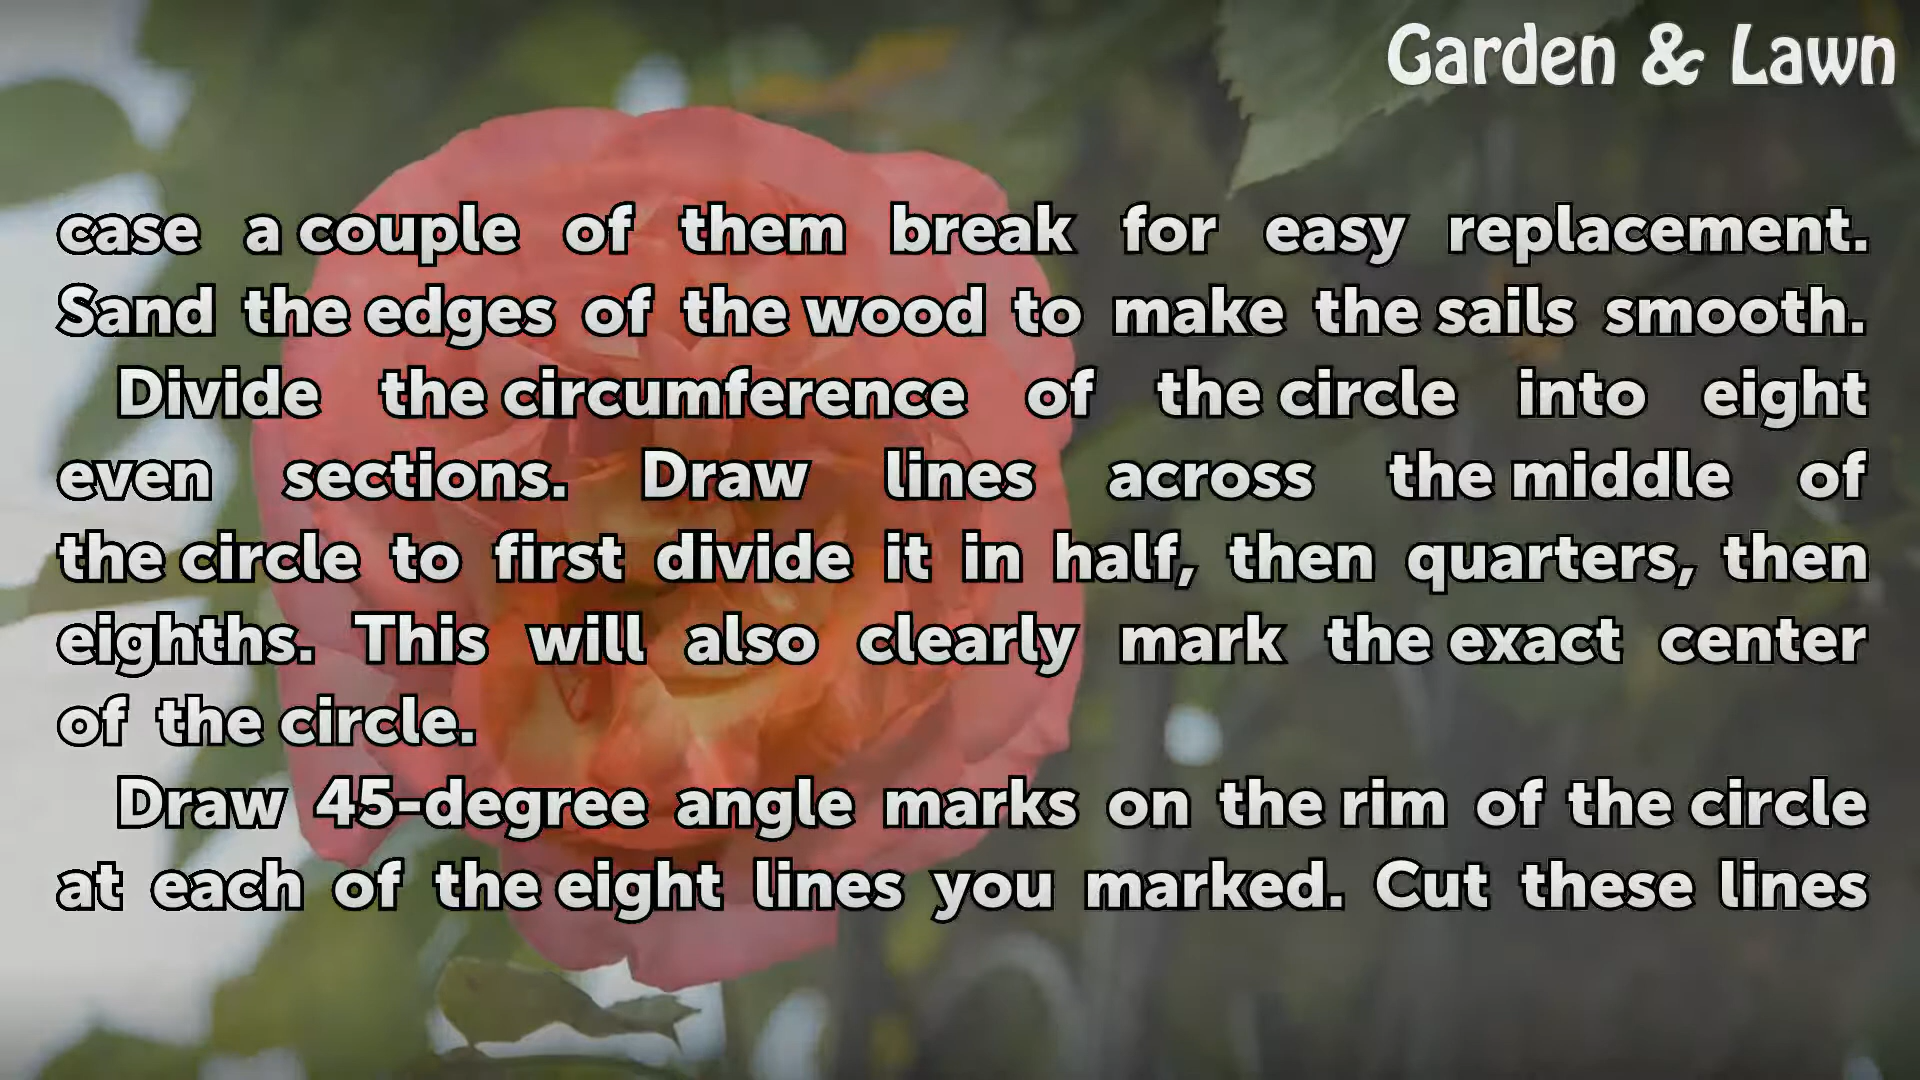 Garden & Lawn
case a couple of them break for easy replacement.
Sand the edges of the wood to make the sails smooth.
Divide the circumference of the circle into eight
even sections. Draw lines across the middle of
the circle to first divide it in half, then quarters, then
eighths. This will also clearly mark the exact center
of the circle.
Draw 45-degree angle marks on the rim of the circle
at each of the eight lines you marked. Cut these lines